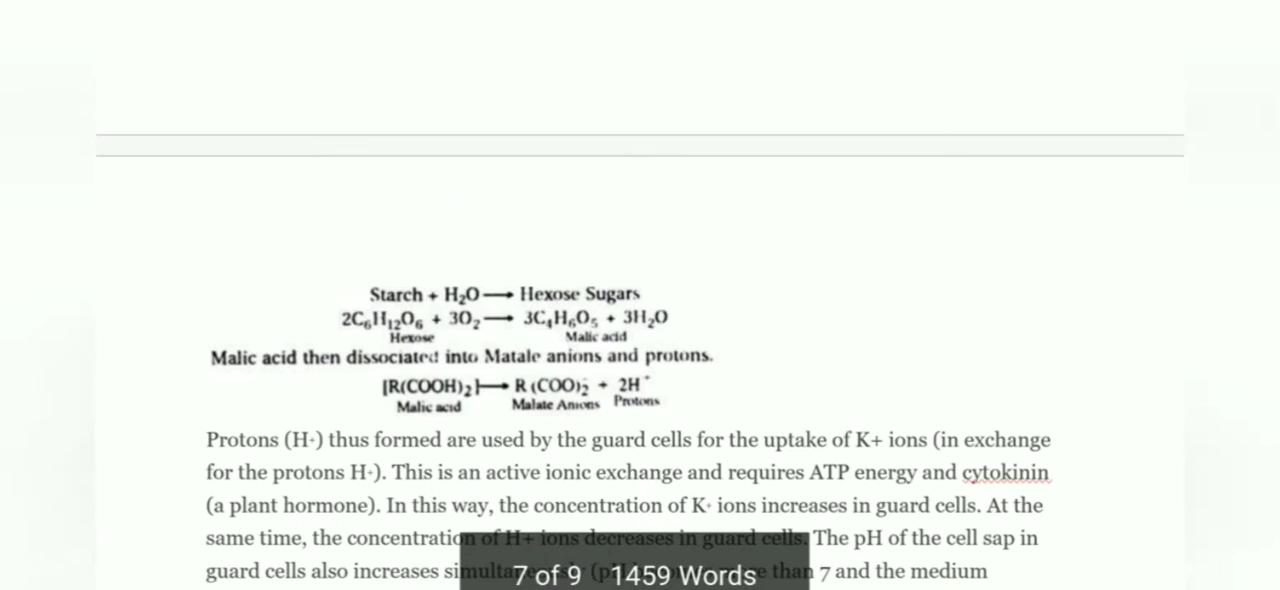 Starch + H₂O ⟶ Hexose Sugars
2C₆H₁₂O₆ + 3O₂ ⟶ 3C₄H₆O₅ + 3H₂O
Hexose Malic acid
Malic acid then dissociated into Matale anions and protons.
[R(COOH)₂] ⟶ R (COO)₂⁻ + 2H⁺
Malic acid Malate Anions Protons
Protons (H+) thus formed are used by the guard cells for the uptake of K+ ions (in exchange
for the protons H+). This is an active ionic exchange and requires ATP energy and cytokinin
(a plant hormone). In this way, the concentration of K+ ions increases in guard cells. At the
same time, the concentration of H+ ions decreases in guard cells. The pH of the cell sap in
guard cells also increases than 7 and the medium
7 of 9 1459 Words